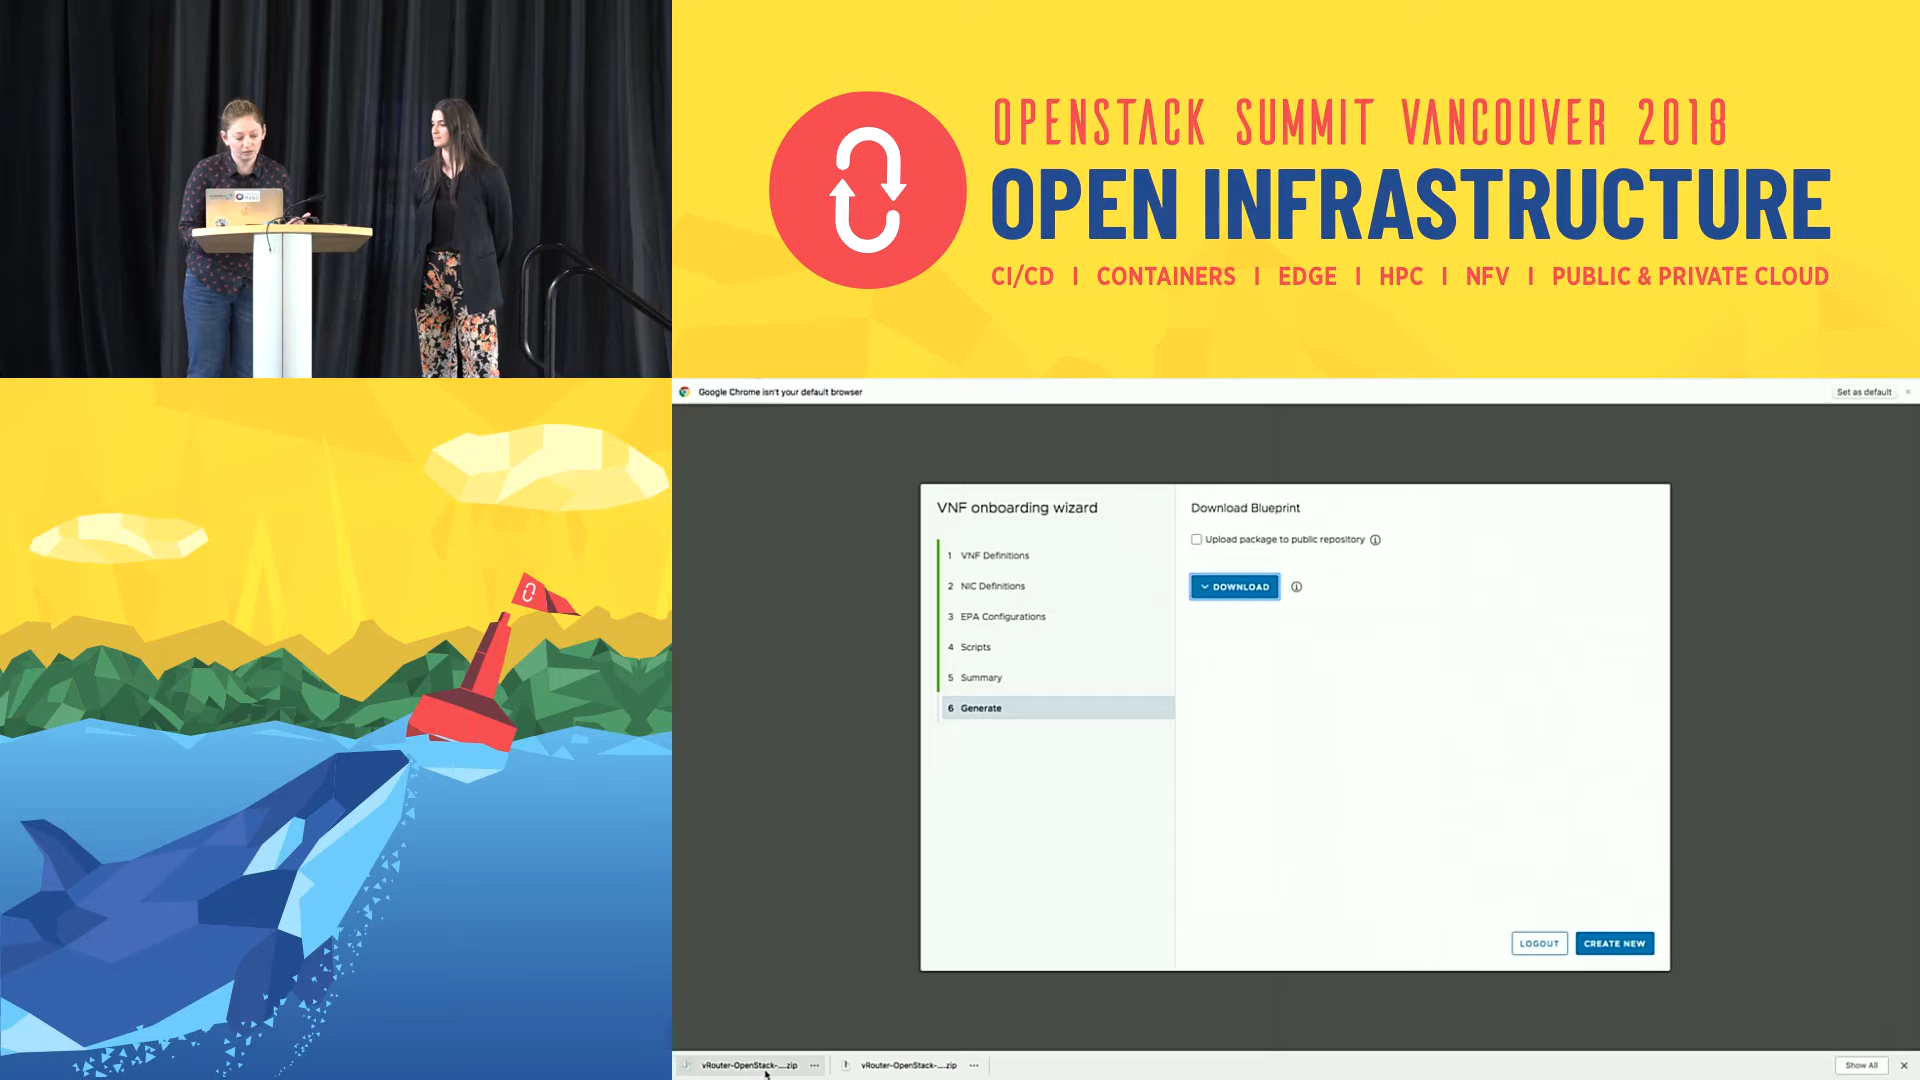 OPENSTACK SUMMIT VANCOUVER 2018
OPEN INFRASTRUCTURE
CI/CD I CONTAINERS I EDGE I HPC I NFV I PUBLIC & PRIVATE CLOUD
Google Chrome isn't your default browser
Set as default
VNF onboarding wizard
1 VNF Definitions
2 NIC Definitions
3 EPA Configurations
4 Scripts
5 Summary
6 Generate
Download Blueprint
Upload package to public repository
DOWNLOAD
LOGOUT
CREATE NEW
vRouter-OpenStack-....zip
vRouter-OpenStack-....zip
Show All